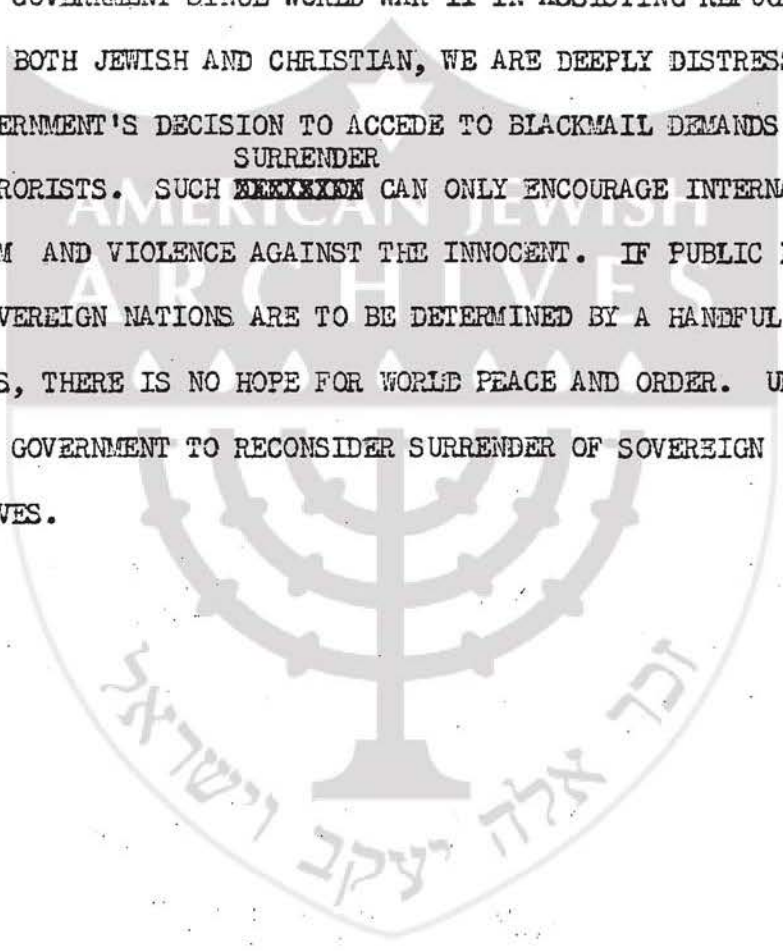 GOVERNMENT SINCE WORLD WAR II IN ASSISTING REFUG
BOTH JEWISH AND CHRISTIAN, WE ARE DEEPLY DISTRESS
ERNMENT'S DECISION TO ACCEDE TO BLACKMAIL DEMANDS
SURRENDER
RORISTS. SUCH CAN ONLY ENCOURAGE INTERNA
M AND VIOLENCE AGAINST THE INNOCENT. IF PUBLIC
VEREIGN NATIONS ARE TO BE DETERMINED BY A HANDFUL
S, THERE IS NO HOPE FOR WORLD PEACE AND ORDER. U
GOVERNMENT TO RECONSIDER SURRENDER OF SOVEREIGN
VES.
AMERICAN JEWISH
ARCHIVES
זכר אלה יעקב וישראל